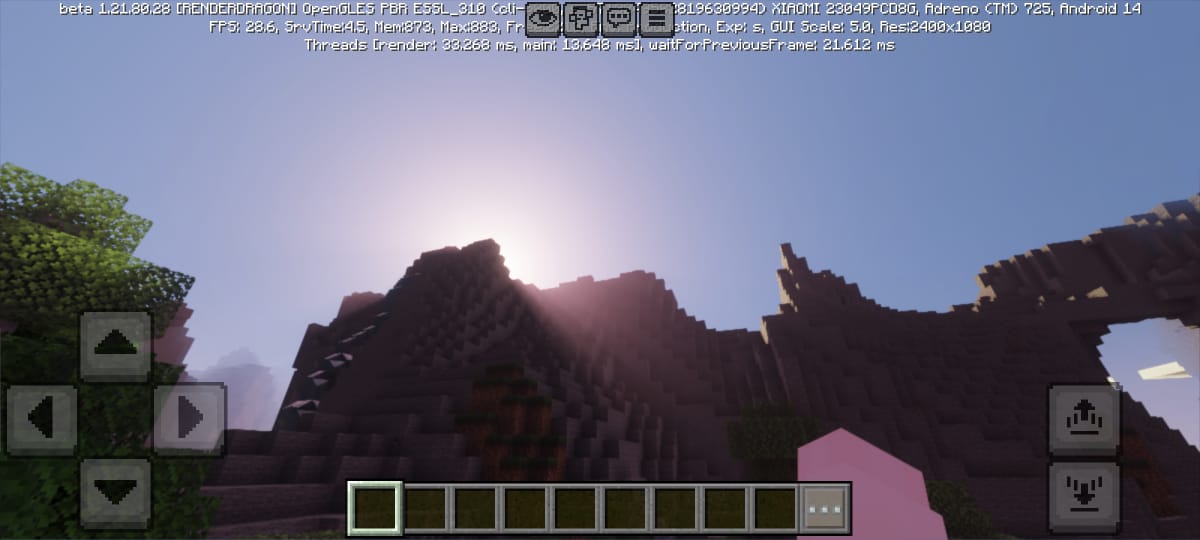 beta 1.21.80.28 [RENDERDRAGON] OpenGLES PBR ESSL_310 (cli- 819630994) XIAOMI 23049PCD8G, Adreno (TM) 725, Android 14
FPS: 28.6, SrvTime:4.5, Mem:873, Max:883, Exp: s, GUI Scale: 5.0, Res:2400x1080
Threads [render: 33.268 ms, main: 13.648 ms], waitForPreviousFrame: 21.612 ms